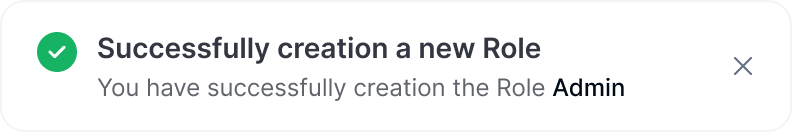 Successfully creation a new Role
You have successfully creation the Role Admin